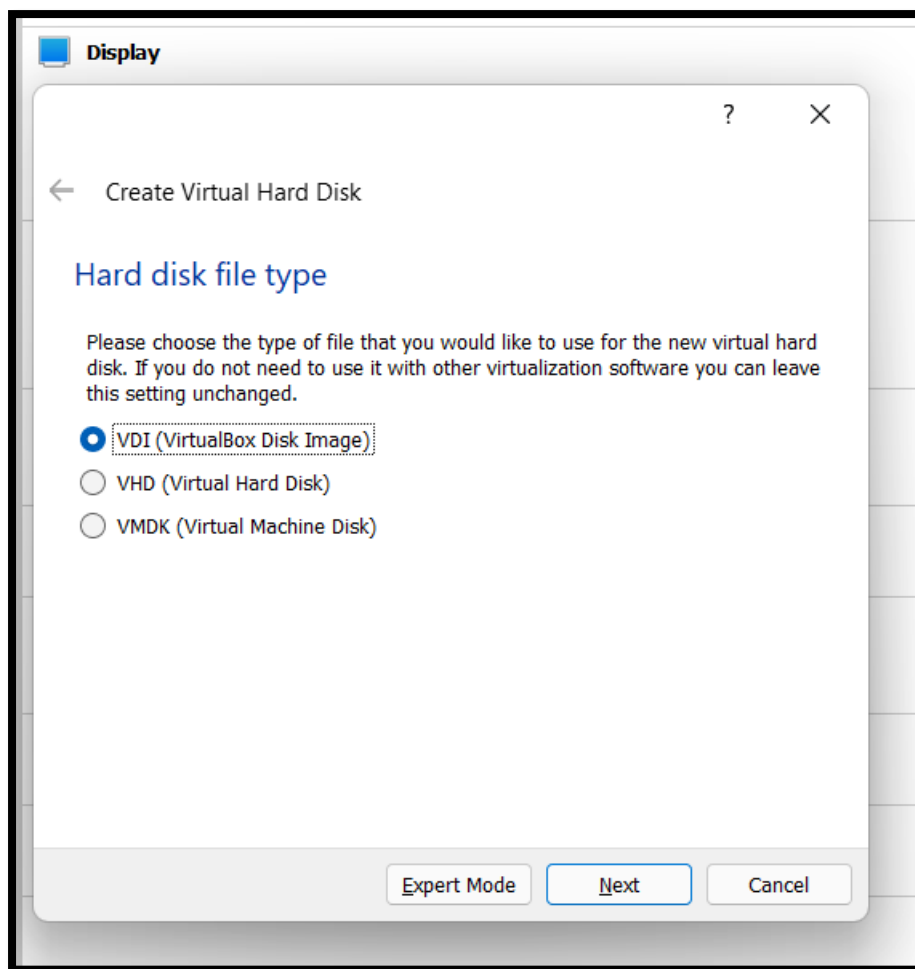 Display
?
Create Virtual Hard Disk
Hard disk file type
Please choose the type of file that you would like to use for the new virtual hard
disk. If you do not need to use it with other virtualization software you can leave
this setting unchanged.
VDI (VirtualBox Disk Image)
VHD (Virtual Hard Disk)
VMDK (Virtual Machine Disk)
Expert Mode Next Cancel